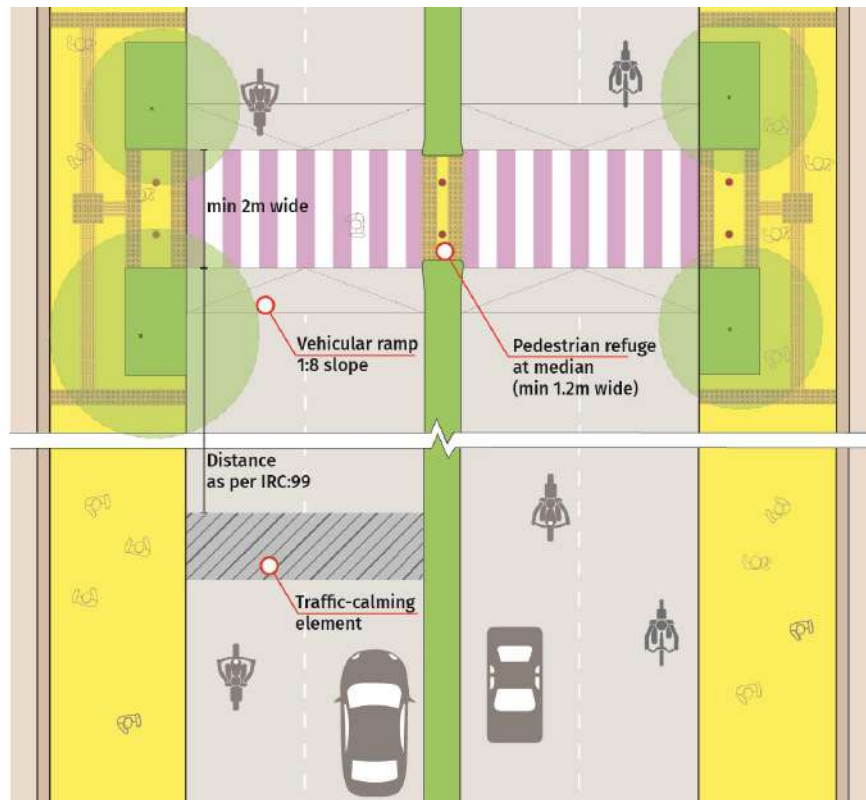 min 2m wide
Vehicular ramp
1:8 slope
Pedestrian refuge
at median
(min 1.2m wide)
Distance
as per IRC:99
Traffic-calming
element